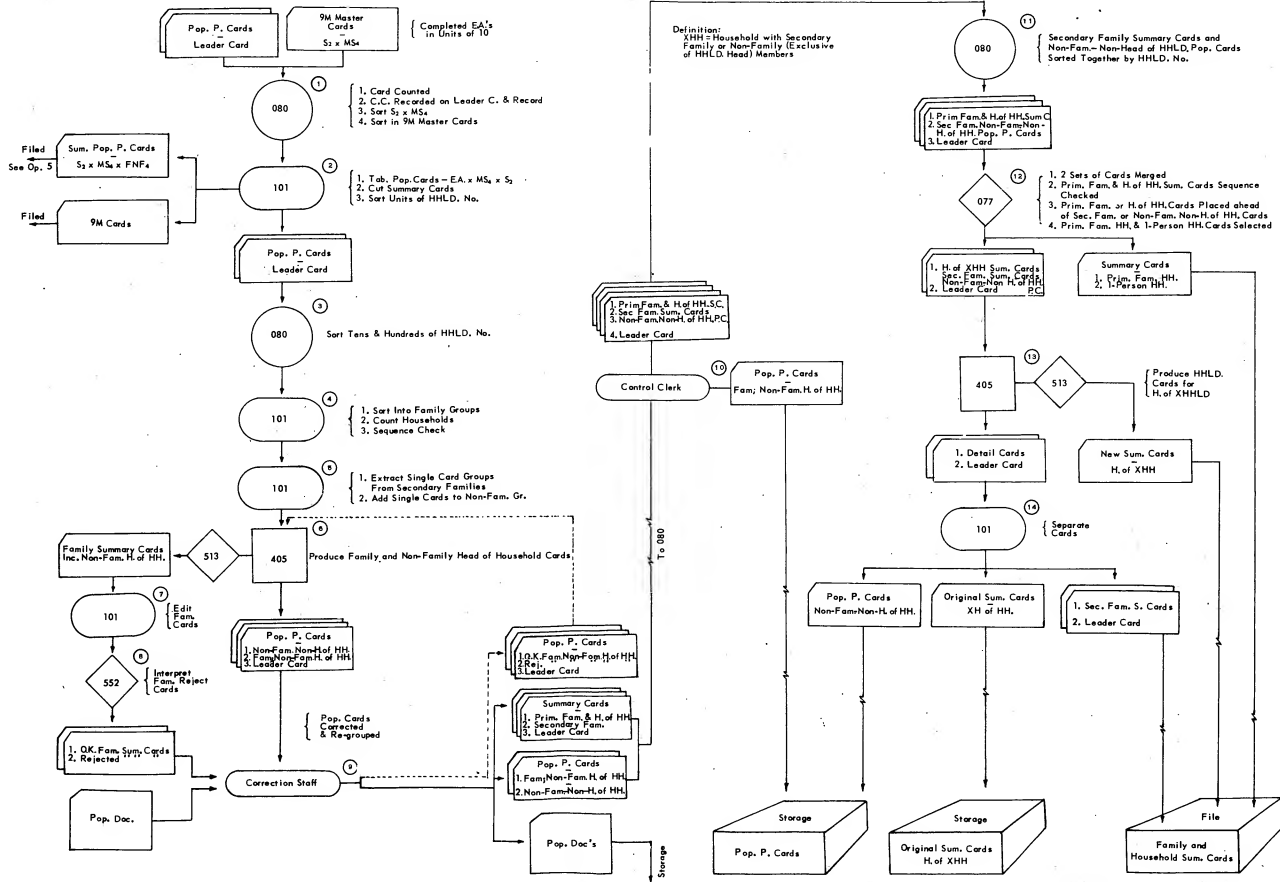 Pop. P. Cards
Leader Card
9M Master
Cards
S₂ x MS₄
Completed E.A.'s
in Units of 10
1
080
1. Card Counted
2. C.C. Recorded on Leader C. & Record
3. Sort S₂ x MS₄
4. Sort in 9M Master Cards
Filed
See Op. 5
Sum. Pop. P. Cards
S₂ x MS₄ x FNF₄
Filed
9M Cards
2
101
1. Tab. Pop. Cards – E.A. x MS₄ x S₂
2. Cut Summary Cards
3. Sort Units of HHLD. No.
Pop. P. Cards
Leader Card
3
080
Sort Tens & Hundreds of HHLD. No.
4
101
1. Sort Into Family Groups
2. Count Households
3. Sequence Check
5
101
1. Extract Single Card Groups
From Secondary Families
2. Add Single Cards to Non-Fam. Gr.
6
405
Produce Family and Non-Family Head of Household Cards
513
Family Summary Cards
Inc. Non-Fam. H. of HH.
7
101
Edit
Fam.
Cards
8
552
Interpret
Fam. Reject
Cards
1. O.K. Fam. Sum. Cards
2. Rejected " " "
Pop. Doc.
Pop. P. Cards
1. Non-Fam. Non-H. of HH.
2. Fam; Non-Fam. H. of HH.
3. Leader Card
Pop. Cards
Corrected
& Re-grouped
Correction Staff
9
Pop. P. Cards
1. O.K. Fam. Non-Fam. H. of HH.
2. Rej. " " " "
3. Leader Card
Summary Cards
1. Prim. Fam. & H. of HH
2. Secondary Fam.
3. Leader Card
Pop. P. Cards
1. Fam; Non-Fam. H. of HH.
2. Non-Fam-Non-H. of HH.
Pop. Doc's
Storage
To 080
1. Prim Fam. & H. of HH. S.C.
2. Sec Fam. Sum. Cards
3. Non-Fam. Non-H. of HH. P.C.
4. Leader Card
10
Control Clerk
Pop. P. Cards
Fam; Non-Fam. H. of HH.
Definition:
XHH = Household with Secondary
Family or Non-Family (Exclusive
of HHLD. Head) Members
11
080
Secondary Family Summary Cards and
Non-Fam.– Non-Head of HHLD. Pop. Cards
Sorted Together by HHLD. No.
1. Prim Fam. & H. of HH. Sum C.
2. Sec Fam. Non-Fam-Non-
H. of HH. Pop. P. Cards
3. Leader Card
12
077
1. 2 Sets of Cards Merged
2. Prim. Fam. & H. of HH. Sum. Cards Sequence
Checked
3. Prim. Fam. or H. of HH. Cards Placed ahead
of Sec. Fam. or Non-Fam. Non-H. of HH. Cards
4. Prim. Fam. HH. & 1-Person HH. Cards Selected
1. H. of XHH Sum. Cards
Sec. Fam. Sum. Cards
Non-Fam-Non H. of HH.
P.C.
2. Leader Card
Summary Cards
1. Prim. Fam. HH.
2. 1-Person HH.
13
405
513
Produce HHLD.
Cards for
H. of XHHLD
1. Detail Cards
2. Leader Card
New Sum. Cards
H. of XHH
14
101
Separate
Cards
Pop. P. Cards
Non-Fam-Non-H. of HH.
Original Sum. Cards
XH of HH.
1. Sec. Fam. S. Cards
2. Leader Card
Storage
Pop. P. Cards
Storage
Original Sum. Cards
H. of XHH
File
Family and
Household Sum. Cards